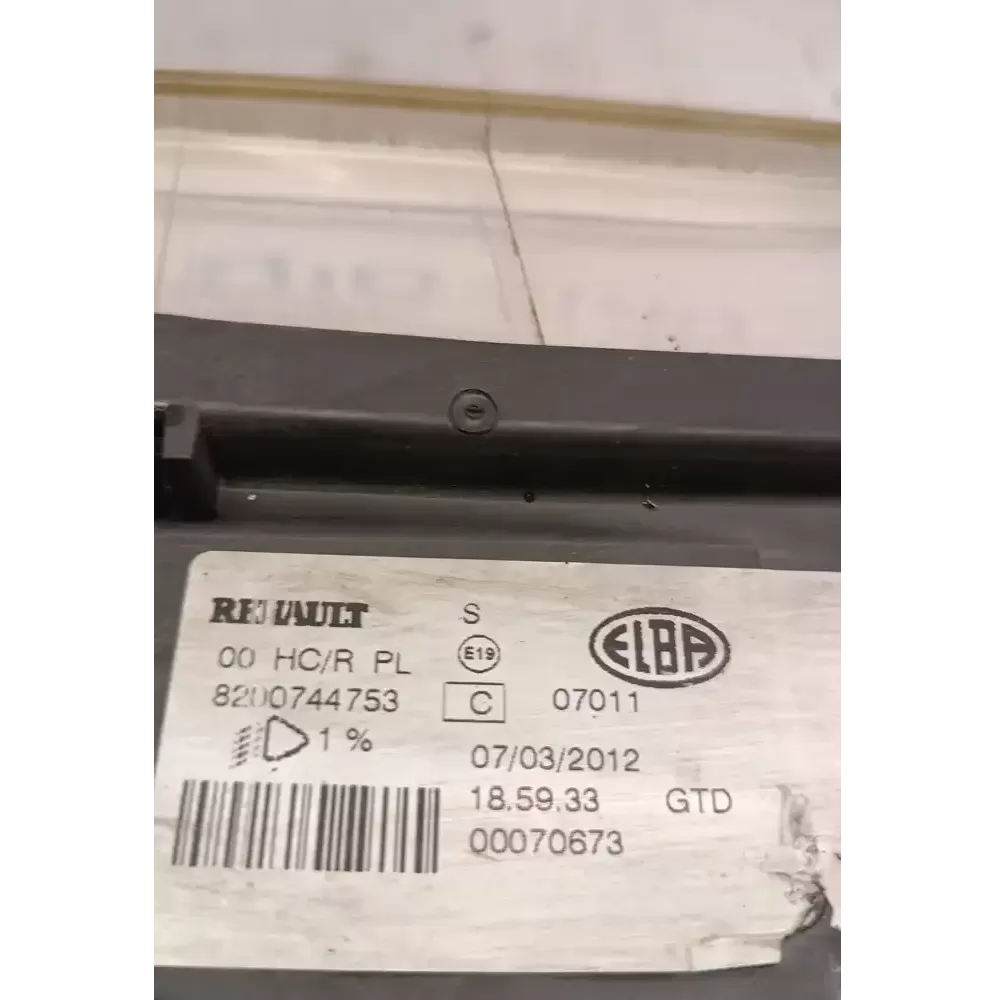 RENAULT S
00 HC/R PL E19 ELBA
8200744753 C 07011
1 %
07/03/2012
18.59.33 GTD
00070673